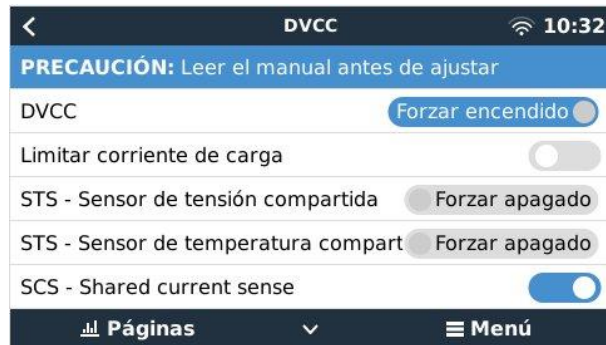 DVCC
10:32
PRECAUCIÓN: Leer el manual antes de ajustar
DVCC Forzar encendido
Limitar corriente de carga
STS - Sensor de tensión compartida Forzar apagado
STS - Sensor de temperatura compart Forzar apagado
SCS - Shared current sense
Páginas Menú